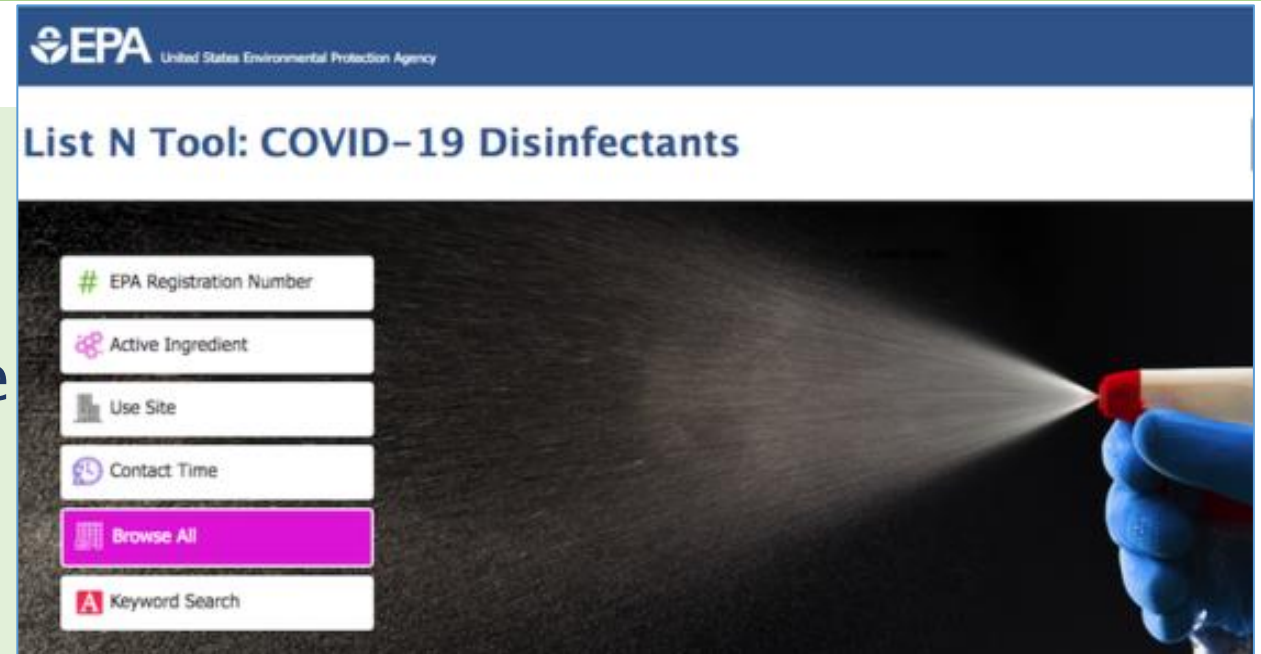 EPA United States Environmental Protection Agency
List N Tool: COVID-19 Disinfectants
# EPA Registration Number
Active Ingredient
e
Use Site
Contact Time
Browse All
A Keyword Search